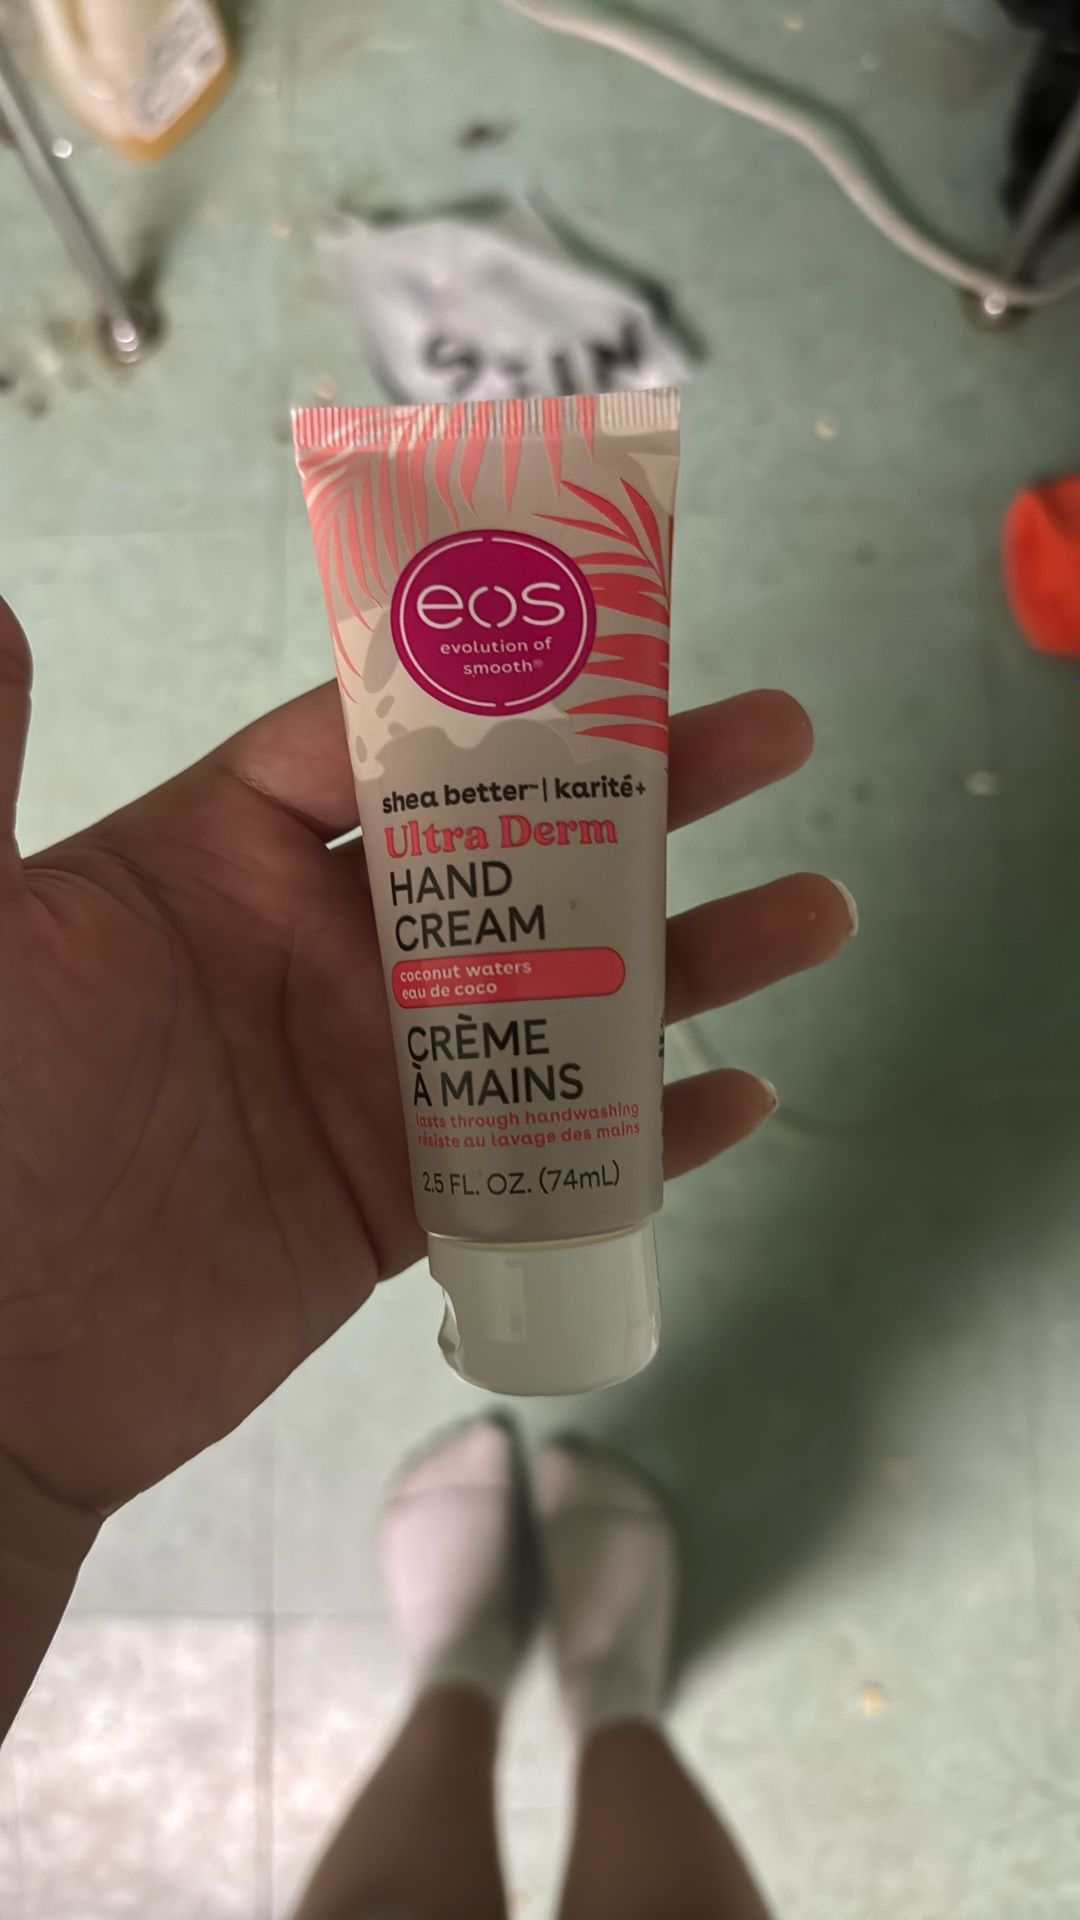 eos
evolution of
smooth®
shea better™ | karité+
Ultra Derm
HAND
CREAM
coconut waters
eau de coco
CRÈME
À MAINS
lasts through handwashing
résiste au lavage des mains
2.5 FL. OZ. (74mL)